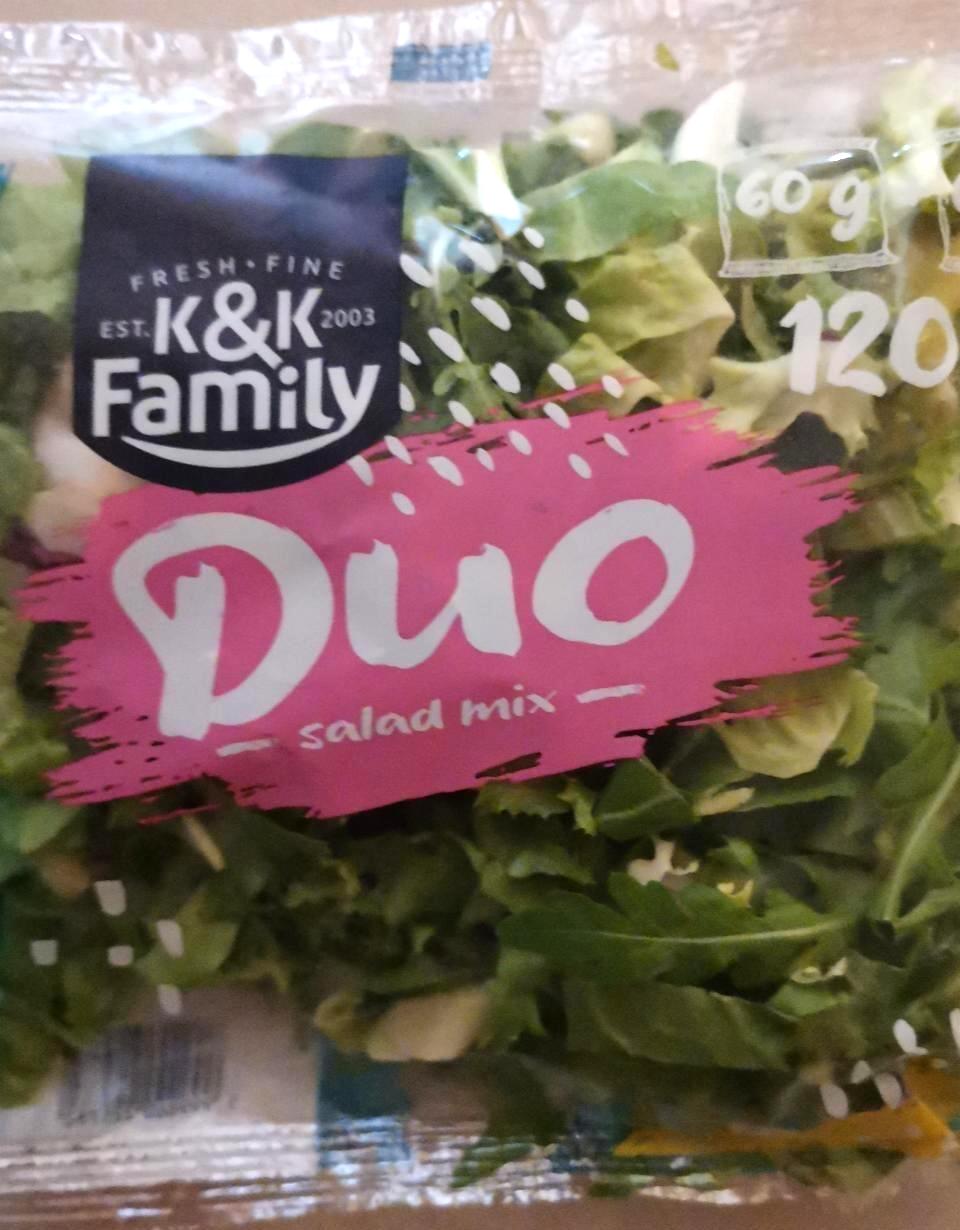 FRESH • FINE
EST. K&K 2003
Family
60 g
120
Duo
salad mix